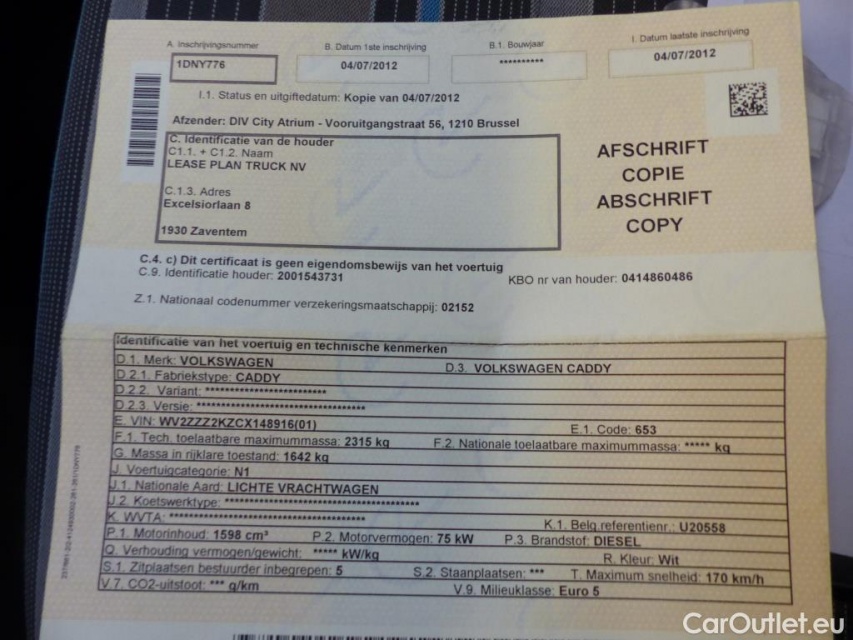 A. Inschrijvingsnummer
B. Datum 1ste inschrijving
B.1. Bouwjaar
I. Datum laatste inschrijving
1DNY776
04/07/2012
**********
04/07/2012
I.1. Status en uitgiftedatum: Kopie van 04/07/2012
Afzender: DIV City Atrium - Vooruitgangstraat 56, 1210 Brussel
C. Identificatie van de houder
C1.1. + C1.2. Naam
LEASE PLAN TRUCK NV
C.1.3. Adres
Excelsiorlaan 8
1930 Zaventem
AFSCHRIFT
COPIE
ABSCHRIFT
COPY
C.4. c) Dit certificaat is geen eigendomsbewijs van het voertuig
C.9. Identificatie houder: 2001543731
KBO nr van houder: 0414860486
Z.1. Nationaal codenummer verzekeringsmaatschappij: 02152
Identificatie van het voertuig en technische kenmerken
D.1. Merk: VOLKSWAGEN
D.3. VOLKSWAGEN CADDY
D.2.1. Fabriekstype: CADDY
D.2.2. Variant: *************************
D.2.3. Versie: ***********************************
E. VIN: WV2ZZZ2KZCX148916(01)
E.1. Code: 653
F.1. Tech. toelaatbare maximummassa: 2315 kg
F.2. Nationale toelaatbare maximummassa: ***** kg
G. Massa in rijklare toestand: 1642 kg
J. Voertuigcategorie: N1
J.1. Nationale Aard: LICHTE VRACHTWAGEN
J.2. Koetswerktype: ****************************************
K. WVTA: ****************************************
K.1. Belg.referentienr.: U20558
P.1. Motorinhoud: 1598 cm³
P.2. Motorvermogen: 75 kW
P.3. Brandstof: DIESEL
Q. Verhouding vermogen/gewicht: ***** kW/kg
R. Kleur: Wit
S.1. Zitplaatsen bestuurder inbegrepen: 5
S.2. Staanplaatsen: ***
T. Maximum snelheid: 170 km/h
V.7. CO2-uitstoot: *** g/km
V.9. Milieuklasse: Euro 5
CarOutlet.eu